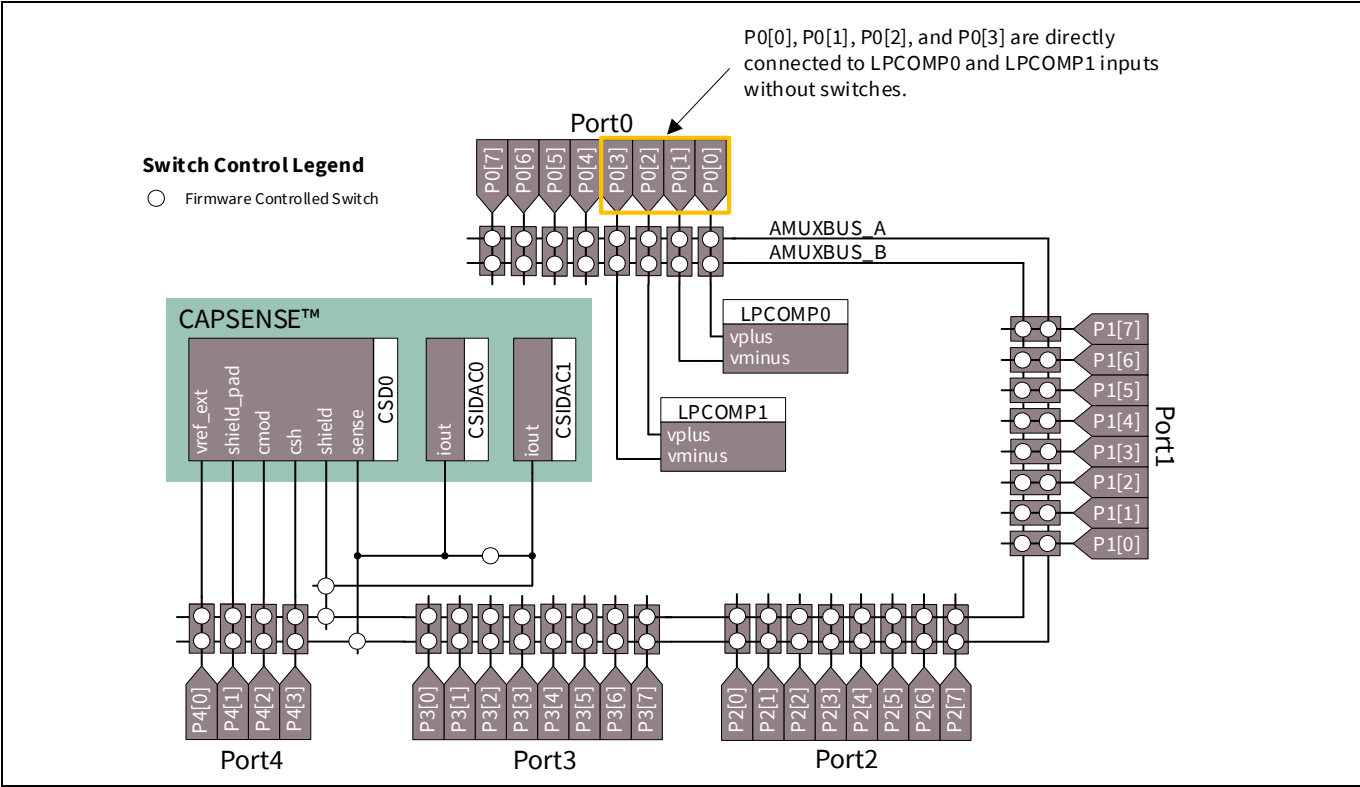 P0[0], P0[1], P0[2], and P0[3] are directly
connected to LPCOMP0 and LPCOMP1 inputs
without switches.
Port0
Switch Control Legend
Firmware Controlled Switch
P0[7]
P0[6]
P0[5]
P0[4]
P0[3]
P0[2]
P0[1]
P0[0]
AMUXBUS_A
AMUXBUS_B
CAPSENSE™
vref_ext
shield_pad
cmod
csh
shield
sense
CSD0
iout
CSIDAC0
iout
CSIDAC1
LPCOMP0
vplus
vminus
LPCOMP1
vplus
vminus
P1[7]
P1[6]
P1[5]
P1[4]
P1[3]
P1[2]
P1[1]
P1[0]
Port1
P4[0]
P4[1]
P4[2]
P4[3]
Port4
P3[0]
P3[1]
P3[2]
P3[3]
P3[4]
P3[5]
P3[6]
P3[7]
Port3
P2[0]
P2[1]
P2[2]
P2[3]
P2[4]
P2[5]
P2[6]
P2[7]
Port2